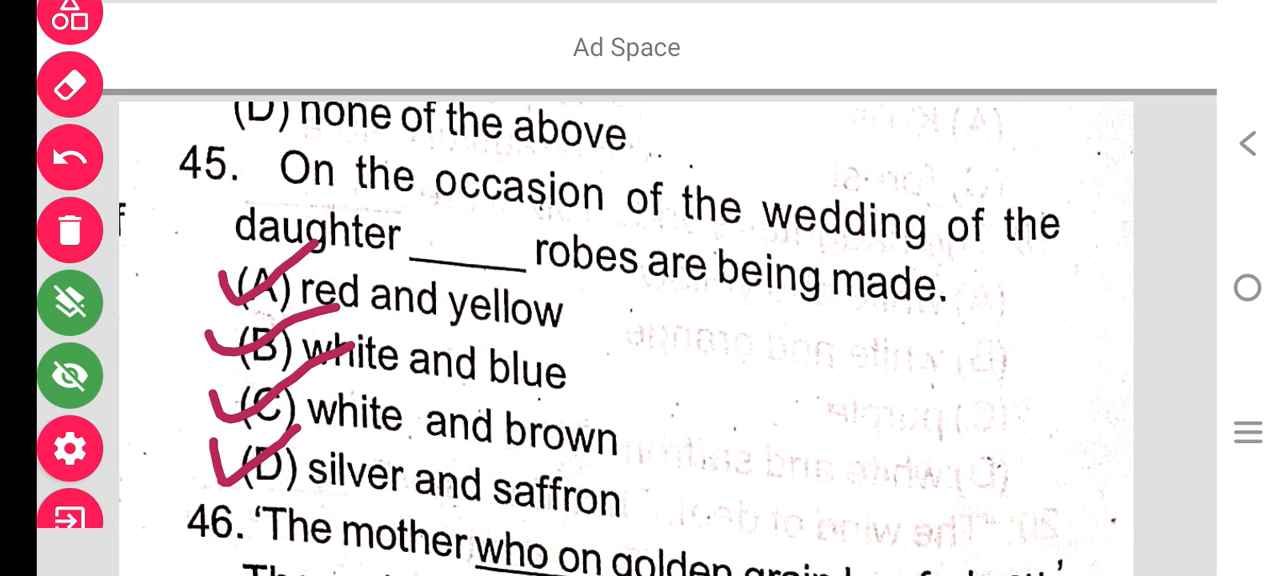 Ad Space
(D) none of the above
45. On the occasion of the wedding of the
daughter _____ robes are being made.
(A) red and yellow
(B) white and blue
(C) white and brown
(D) silver and saffron
46. 'The mother who on golden